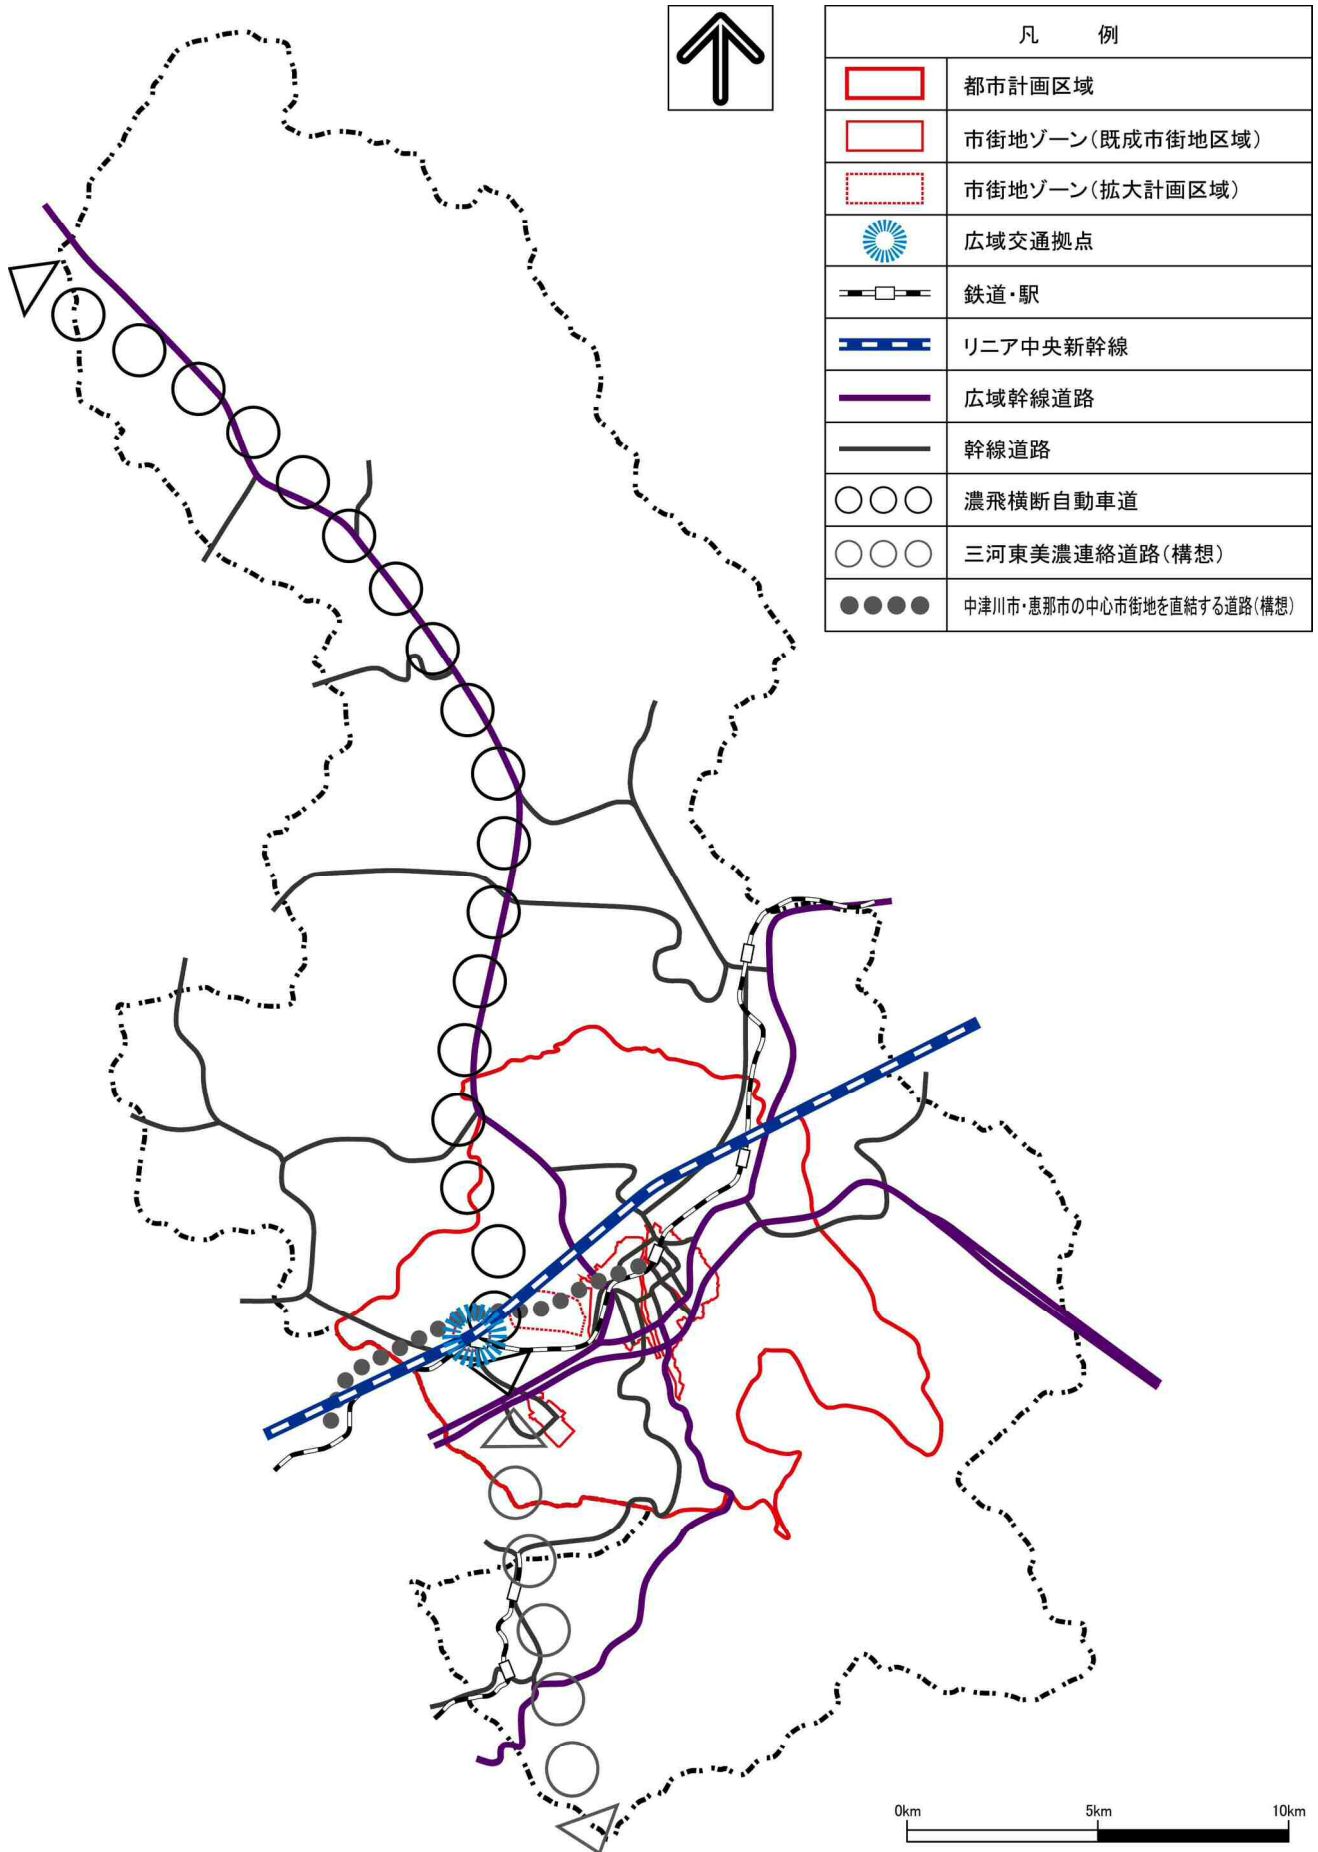 凡 例
都市計画区域
市街地ゾーン(既成市街地区域)
市街地ゾーン(拡大計画区域)
広域交通拠点
鉄道・駅
リニア中央新幹線
広域幹線道路
幹線道路
濃飛横断自動車道
三河東美濃連絡道路(構想)
中津川市・恵那市の中心市街地を直結する道路(構想)
0km 5km 10km